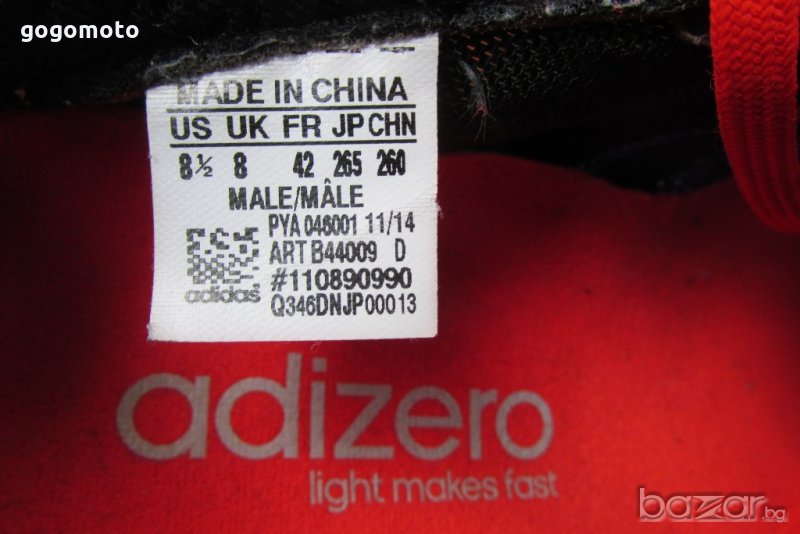 gogomoto
MADE IN CHINA
US UK FR JP CHN
8½ 8 42 265 260
MALE/MÂLE
PYA 046001 11/14
ART B44009 D
#110890990
adidas
Q346DNJP00013
adizero
light makes fast
bazar.bg